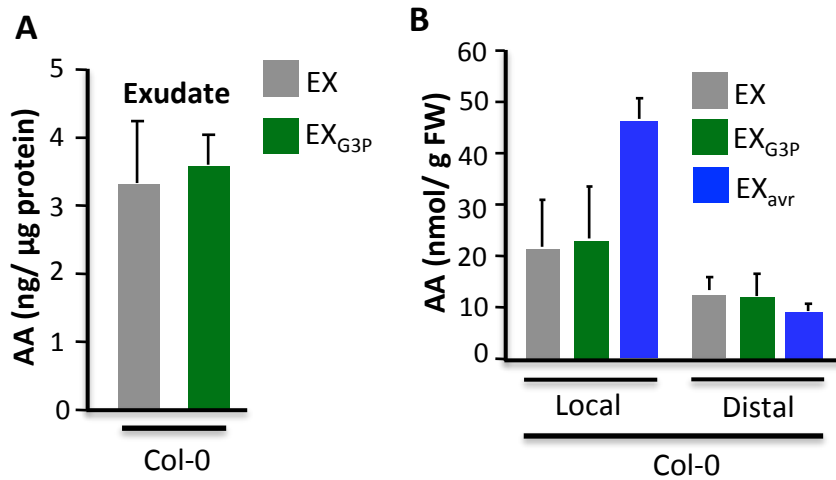 A
AA (ng/ µg protein)
5
4
3
2
1
0
Exudate
EX
EXG3P
Col-0
B
AA (nmol/ g FW)
60
50
40
30
20
10
0
EX
EXG3P
EXavr
Local
Distal
Col-0